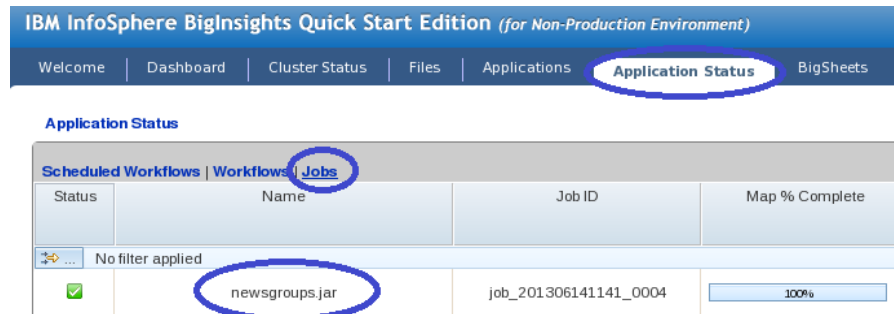 IBM InfoSphere BigInsights Quick Start Edition (for Non-Production Environment)
Welcome | Dashboard | Cluster Status | Files | Applications Application Status BigSheets
Application Status
Scheduled Workflows | Workflows | Jobs
Status Name Job ID Map % Complete
... No filter applied
newsgroups.jar job_201306141141_0004 100%